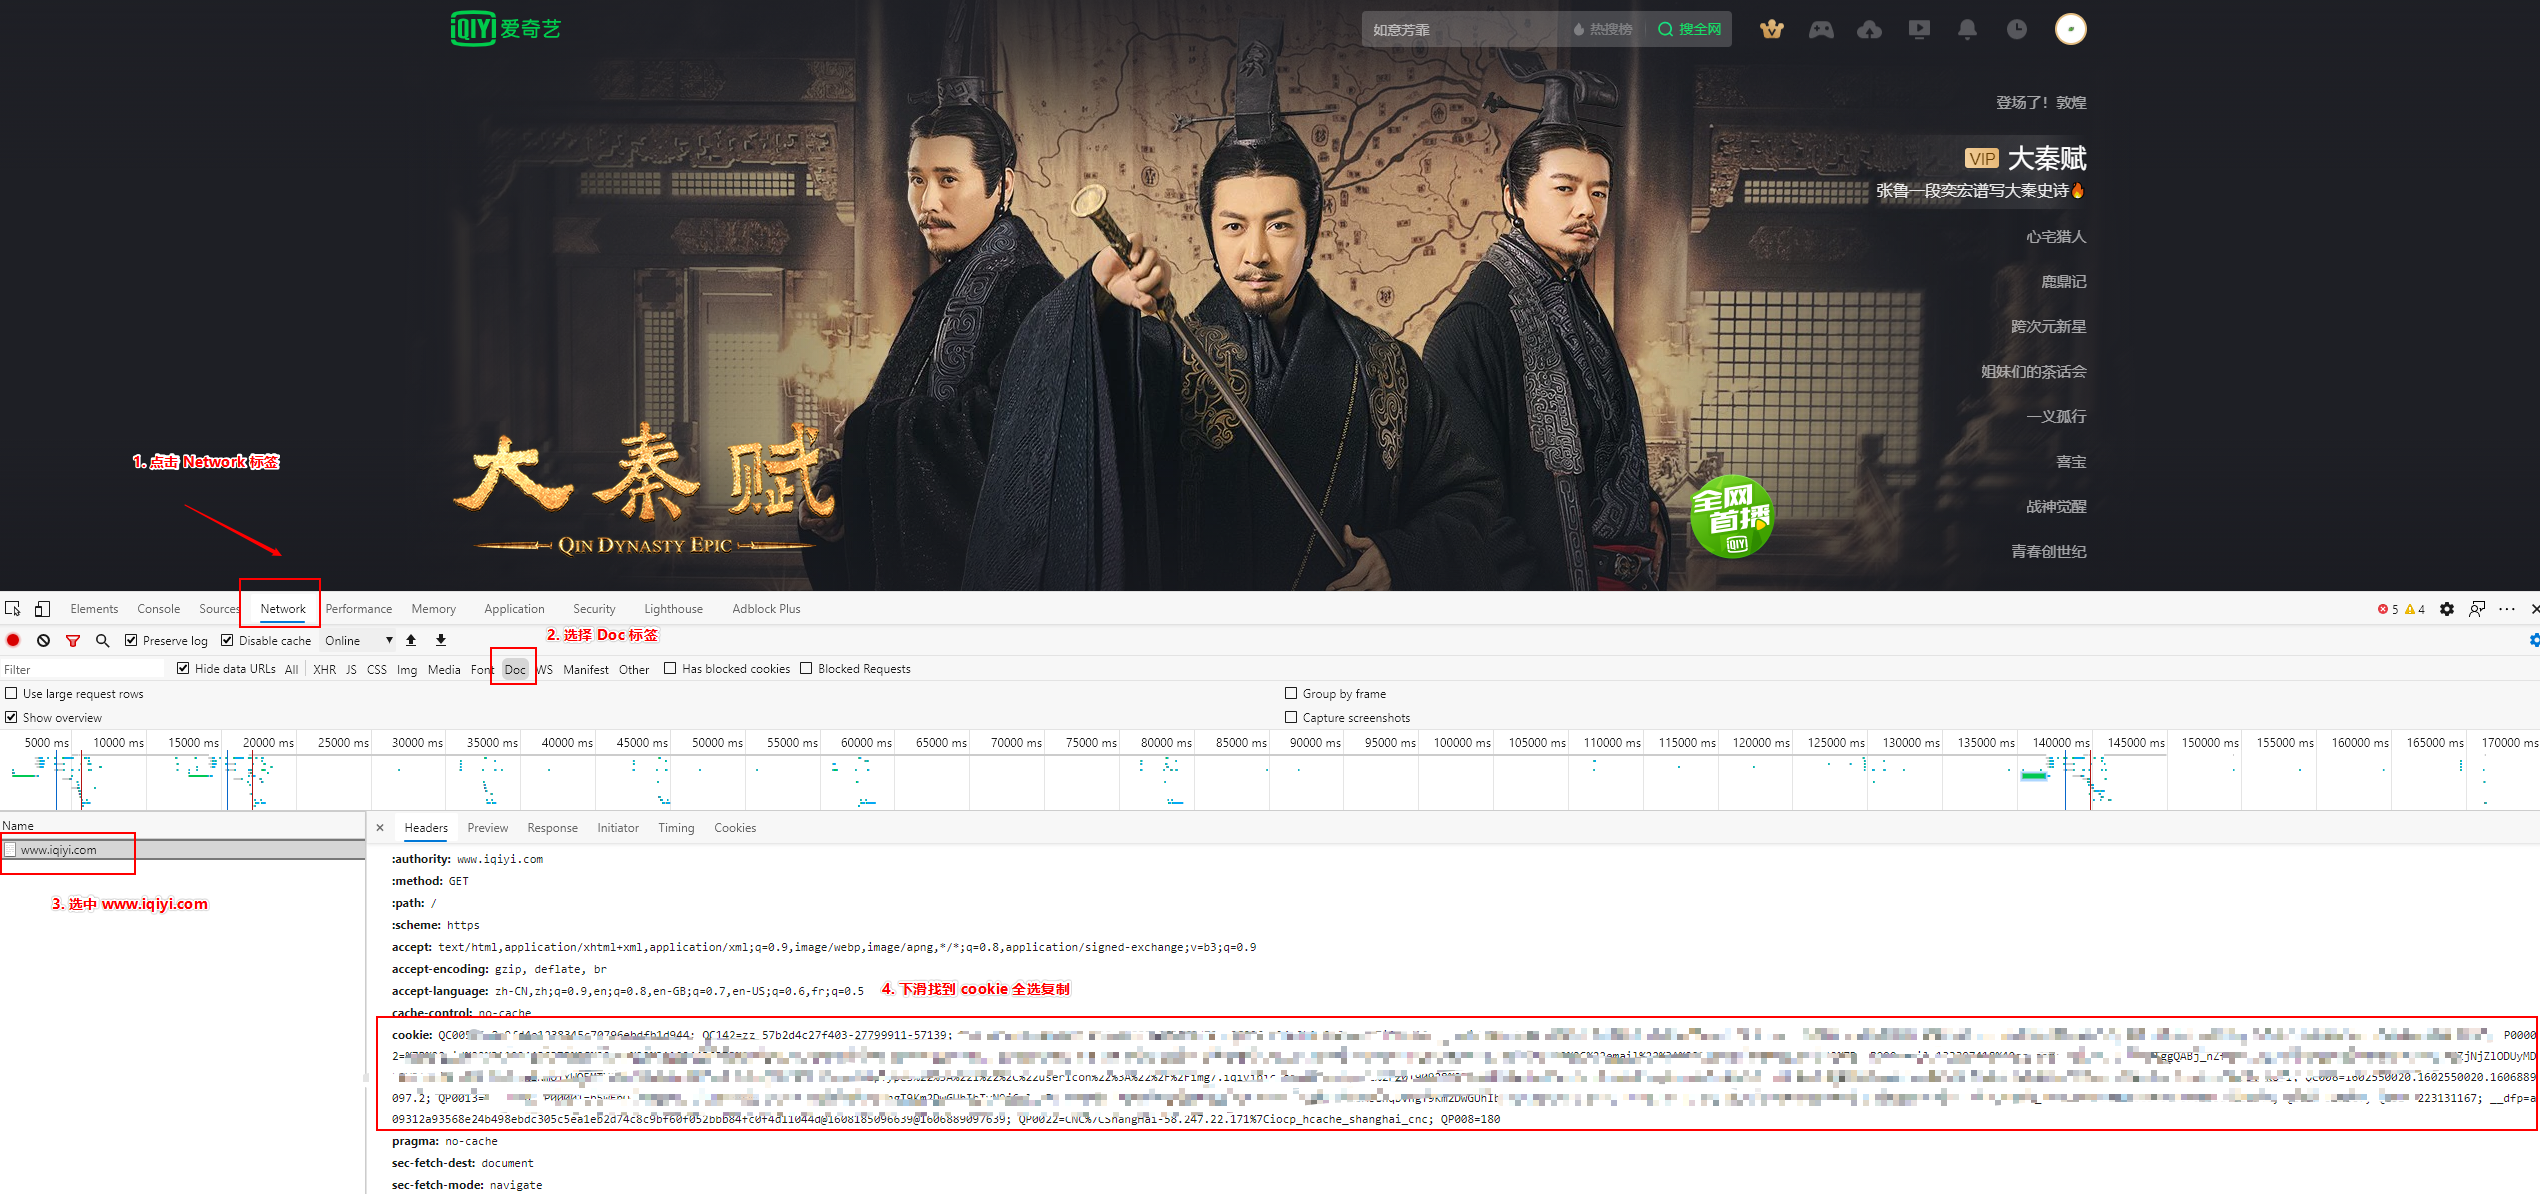 iQIYI 爱奇艺
如意芳霏
热搜榜
搜全网
登场了！敦煌
VIP 大秦赋
张鲁一段奕宏谱写大秦史诗🔥
心宅猎人
鹿鼎记
跨次元新星
姐妹们的茶话会
一义孤行
喜宝
战神觉醒
青春创世纪
大秦赋
QIN DYNASTY EPIC
全网
首播
iQIYI
1. 点击 Network 标签
Elements Console Sources Network Performance Memory Application Security Lighthouse Adblock Plus
5 4
Preserve log Disable cache Online
2. 选择 Doc 标签
Filter Hide data URLs All XHR JS CSS Img Media Font Doc WS Manifest Other Has blocked cookies Blocked Requests
Use large request rows Group by frame
Show overview Capture screenshots
5000 ms 10000 ms 15000 ms 20000 ms 25000 ms 30000 ms 35000 ms 40000 ms 45000 ms 50000 ms 55000 ms 60000 ms 65000 ms 70000 ms 75000 ms 80000 ms 85000 ms 90000 ms 95000 ms 100000 ms 105000 ms 110000 ms 115000 ms 120000 ms 125000 ms 130000 ms 135000 ms 140000 ms 145000 ms 150000 ms 155000 ms 160000 ms 165000 ms 170000 ms
Name
www.iqiyi.com
3. 选中 www.iqiyi.com
Headers Preview Response Initiator Timing Cookies
:authority: www.iqiyi.com
:method: GET
:path: /
:scheme: https
accept: text/html,application/xhtml+xml,application/xml;q=0.9,image/webp,image/apng,*/*;q=0.8,application/signed-exchange;v=b3;q=0.9
accept-encoding: gzip, deflate, br
accept-language: zh-CN,zh;q=0.9,en;q=0.8,en-GB;q=0.7,en-US;q=0.6,fr;q=0.5
4. 下滑找到 cookie 全选复制
cache-control: no-cache
cookie: QC142=zz_57b2d4c27f403-27799911-57139; P0000
QC008=1602550020.1602550020.1606889
097.2; QP0013= 223131167; __dfp=a
09312a93568e24b498ebdc305c5ea1eb2d74c8c9bf60f052bbb84fc0f4d11044d@1608185096639@1606889097639; QP0022=CNC%7CShangHai-58.247.22.171%7Ciocp_hcache_shanghai_cnc; QP008=180
pragma: no-cache
sec-fetch-dest: document
sec-fetch-mode: navigate